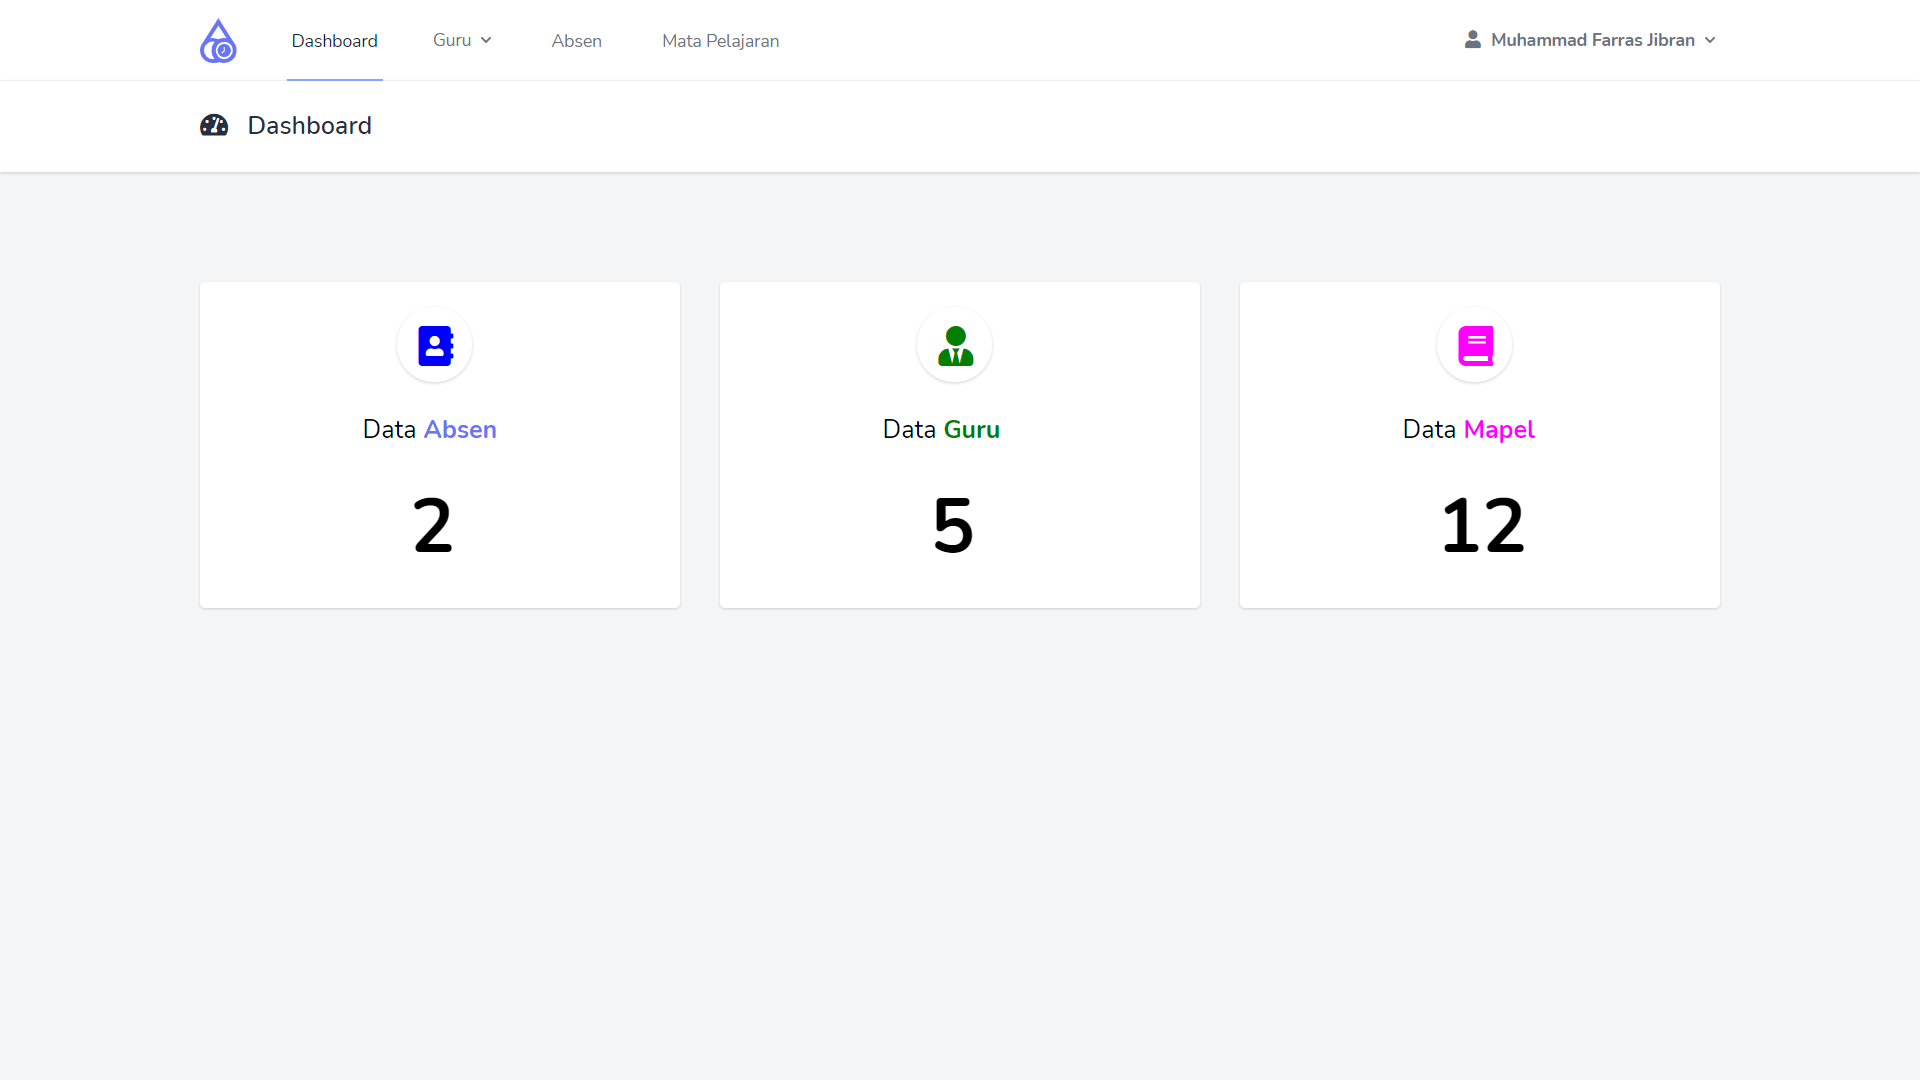 Dashboard Guru Absen Mata Pelajaran Muhammad Farras Jibran
Dashboard
Data Absen
2
Data Guru
5
Data Mapel
12